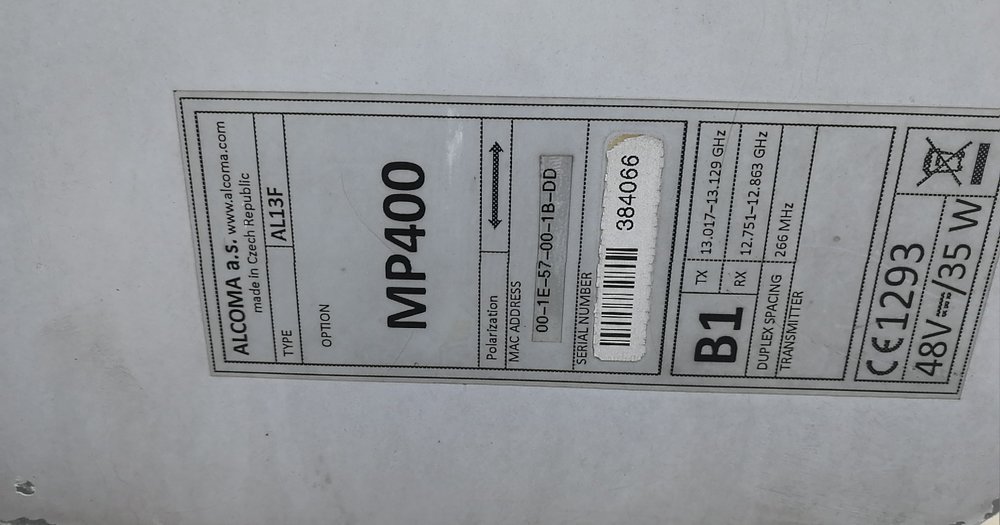 ALCOMA a.s. www.alcoma.com
made in Czech Republic
TYPE AL13F
OPTION
MP400
Polarization
MAC ADDRESS
00-1E-57-00-1B-DD
SERIAL NUMBER
384066
B1
TX 13.017–13.129 GHz
RX 12.751–12.863 GHz
DUPLEX SPACING 266 MHz
TRANSMITTER
CE1293
48V⎓/35 W